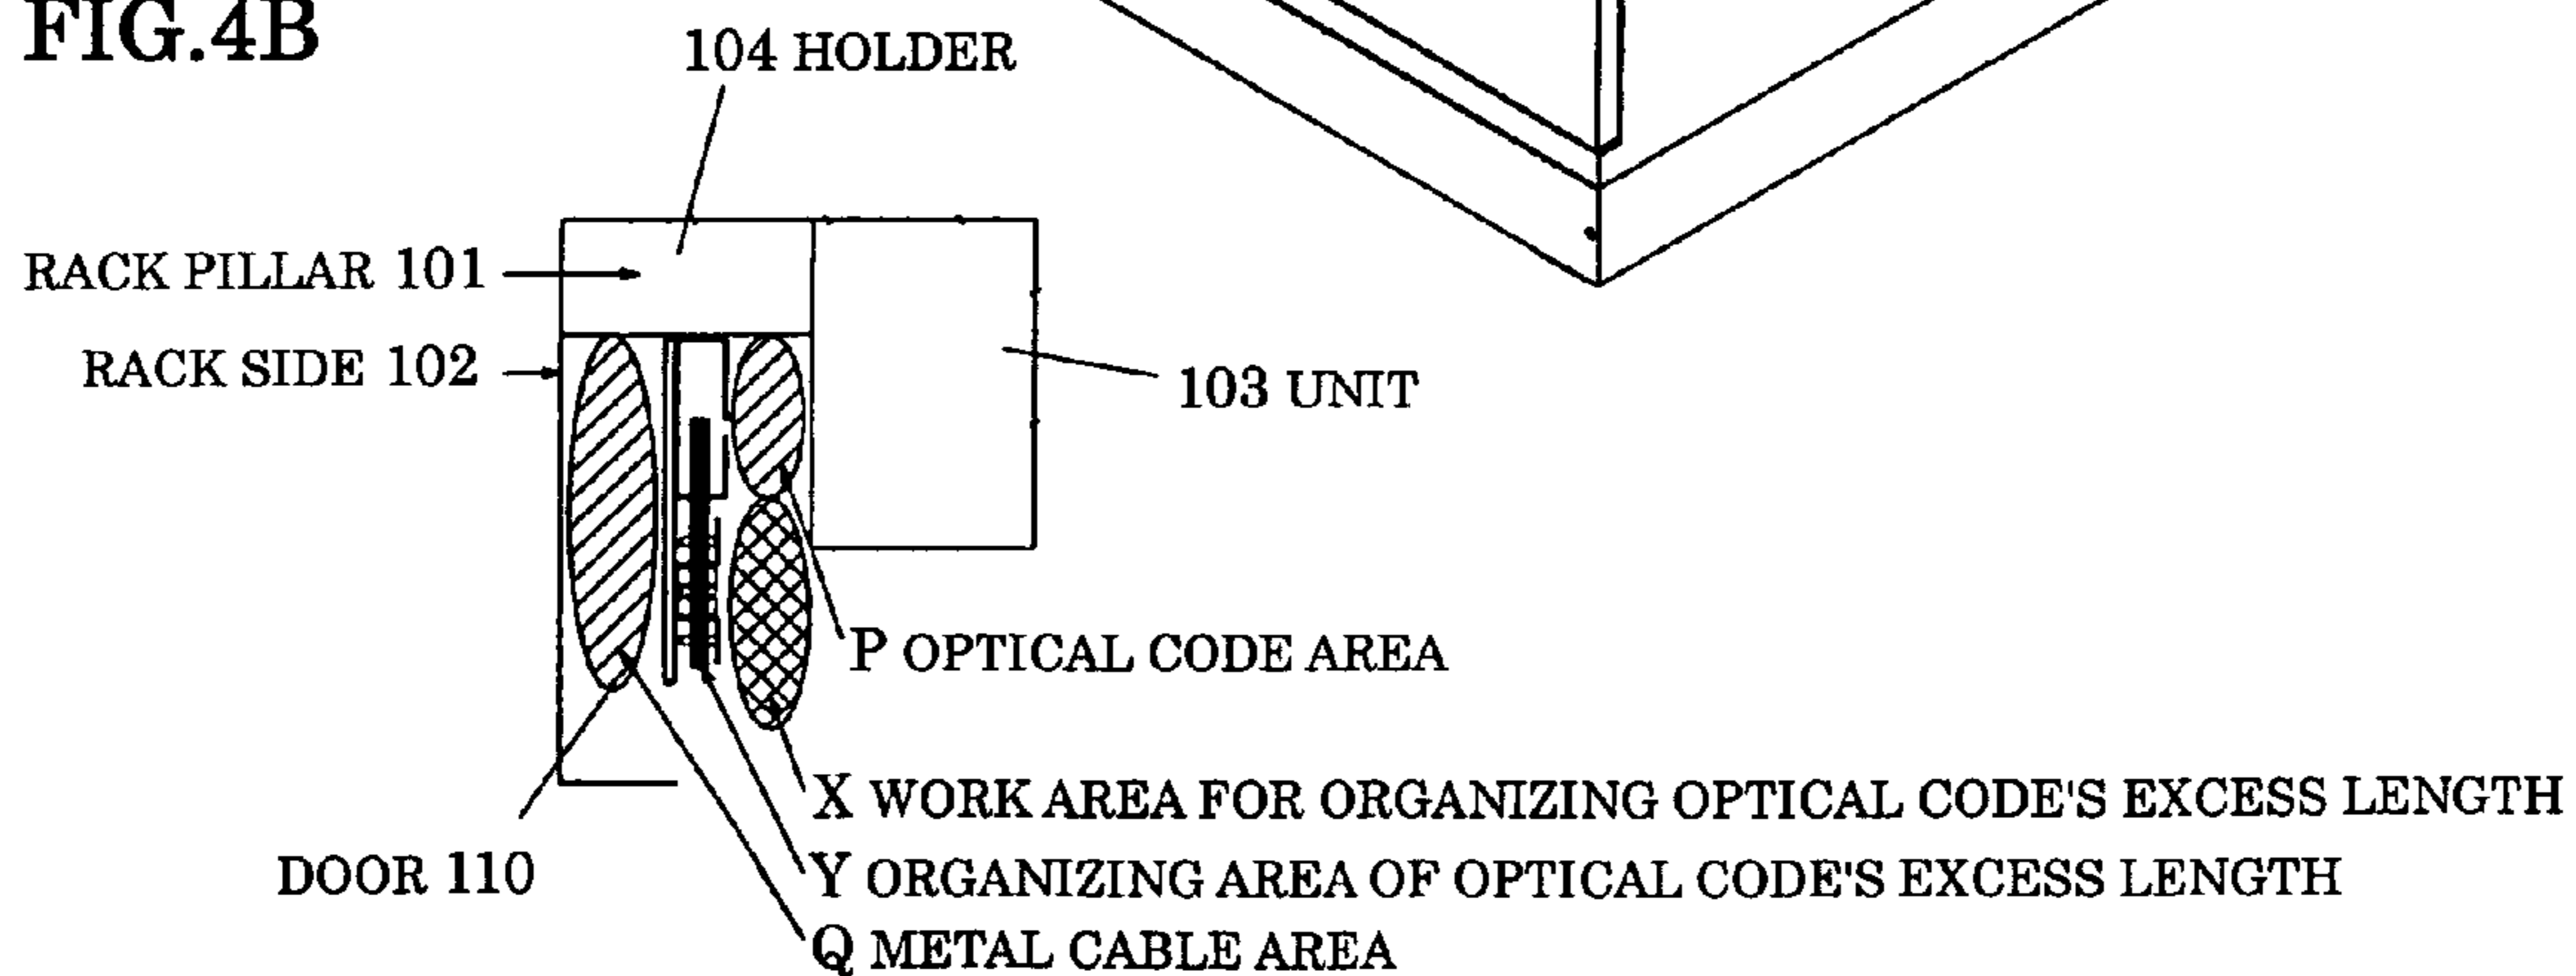 FIG.4B
104 HOLDER
RACK PILLAR 101
RACK SIDE 102
103 UNIT
P OPTICAL CODE AREA
X WORK AREA FOR ORGANIZING OPTICAL CODE'S EXCESS LENGTH
DOOR 110
Y ORGANIZING AREA OF OPTICAL CODE'S EXCESS LENGTH
Q METAL CABLE AREA